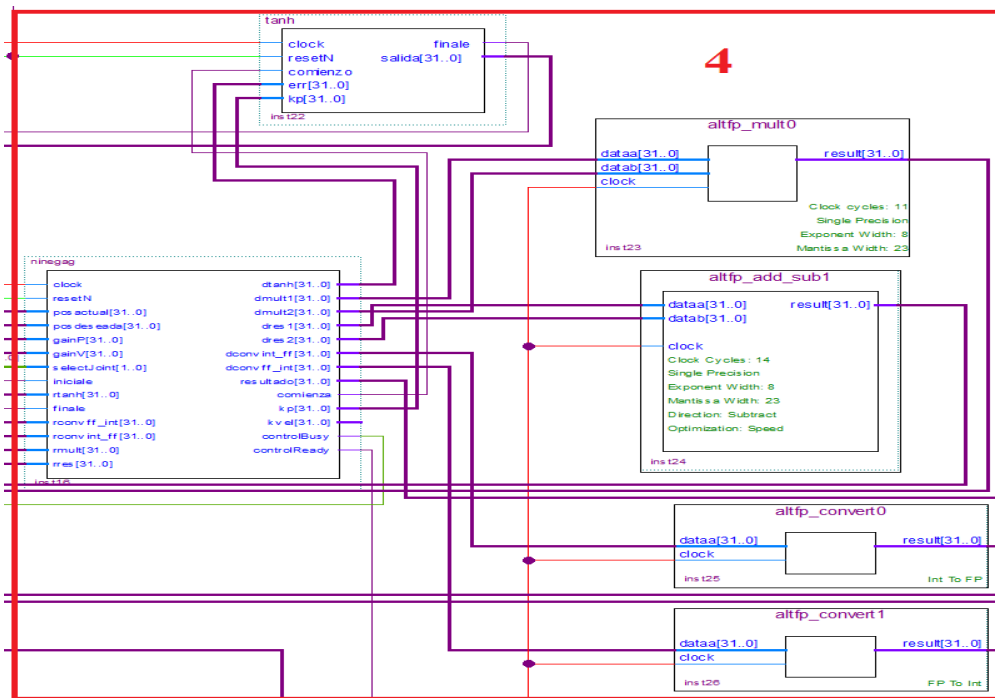 tanh
clock
resetN
comienzo
err[31..0]
kp[31..0]
finale
salida[31..0]
inst22
4
altfp_mult0
dataa[31..0]
datab[31..0]
clock
result[31..0]
Clock cycles: 11
Single Precision
Exponent Width: 8
Mantissa Width: 23
inst23
ninegag
clock
resetN
posactual[31..0]
posdeseada[31..0]
gainP[31..0]
gainV[31..0]
selectJoint[1..0]
iniciale
rtanh[31..0]
finale
rconvff_int[31..0]
rconvint_ff[31..0]
rmult[31..0]
rres[31..0]
dtanh[31..0]
dmult1[31..0]
dmult2[31..0]
dres1[31..0]
dres2[31..0]
dconvint_ff[31..0]
dconvff_int[31..0]
resultado[31..0]
comienza
kp[31..0]
kvel[31..0]
controlBusy
controlReady
inst16
altfp_add_sub1
dataa[31..0]
datab[31..0]
clock
result[31..0]
Clock Cycles: 14
Single Precision
Exponent Width: 8
Mantissa Width: 23
Direction: Subtract
Optimization: Speed
inst24
altfp_convert0
dataa[31..0]
clock
result[31..0]
inst25
Int To FP
altfp_convert1
dataa[31..0]
clock
result[31..0]
inst26
FP To Int